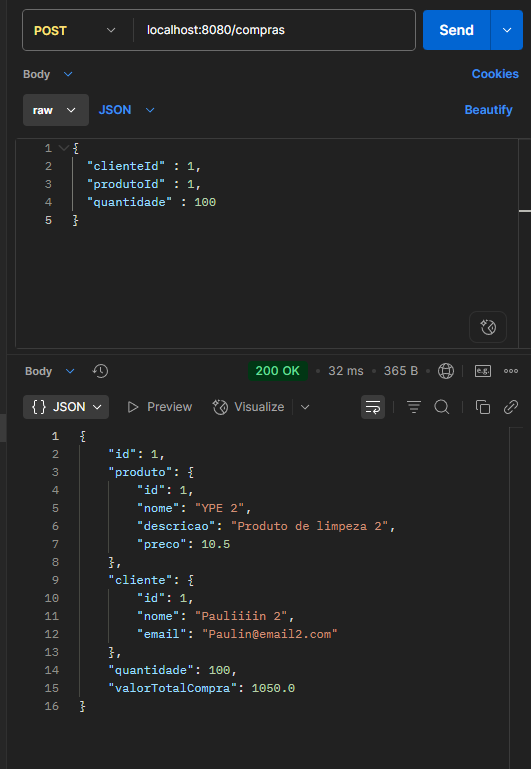 POST localhost:8080/compras Send
Body Cookies
raw JSON Beautify
1 {
2 "clienteId" : 1,
3 "produtoId" : 1,
4 "quantidade" : 100
5 }
Body 200 OK • 32 ms • 365 B • e.g.
{} JSON Preview Visualize
1 {
2 "id": 1,
3 "produto": {
4 "id": 1,
5 "nome": "YPE 2",
6 "descricao": "Produto de limpeza 2",
7 "preco": 10.5
8 },
9 "cliente": {
10 "id": 1,
11 "nome": "Pauliiiin 2",
12 "email": "Paulin@email2.com"
13 },
14 "quantidade": 100,
15 "valorTotalCompra": 1050.0
16 }